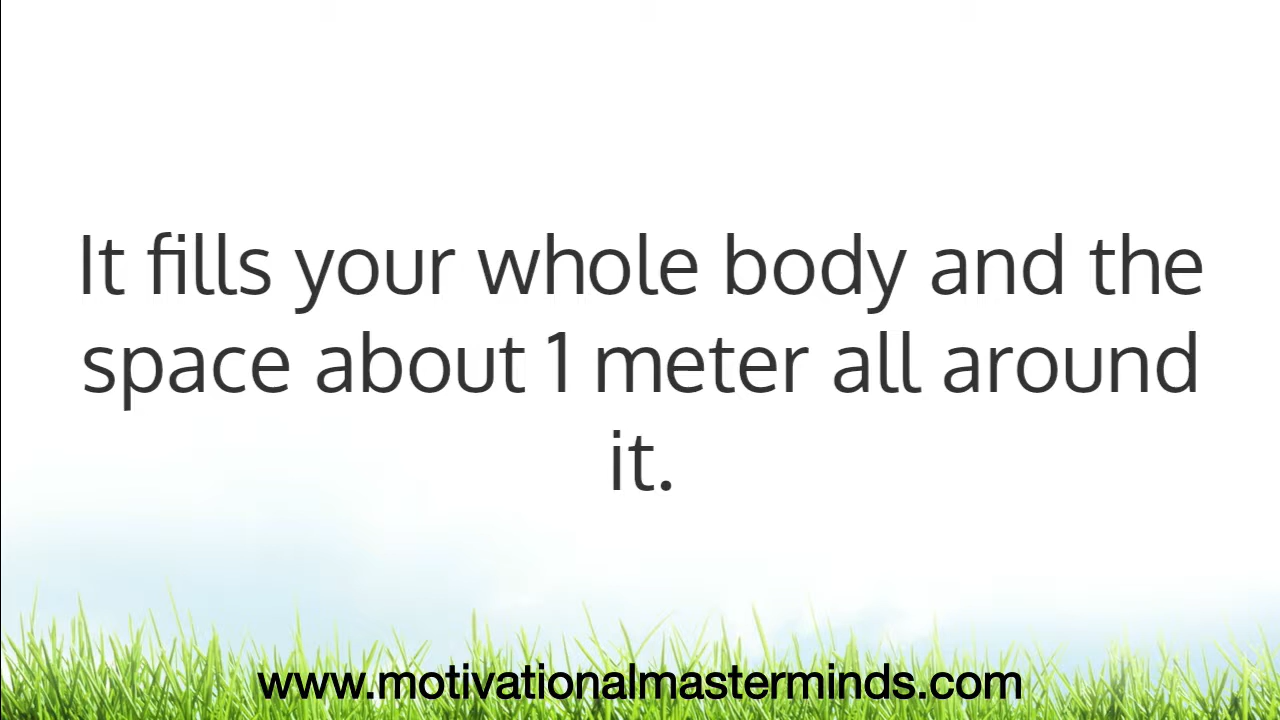 It fills your whole body and the
space about 1 meter all around
it.
www.motivationalmasterminds.com